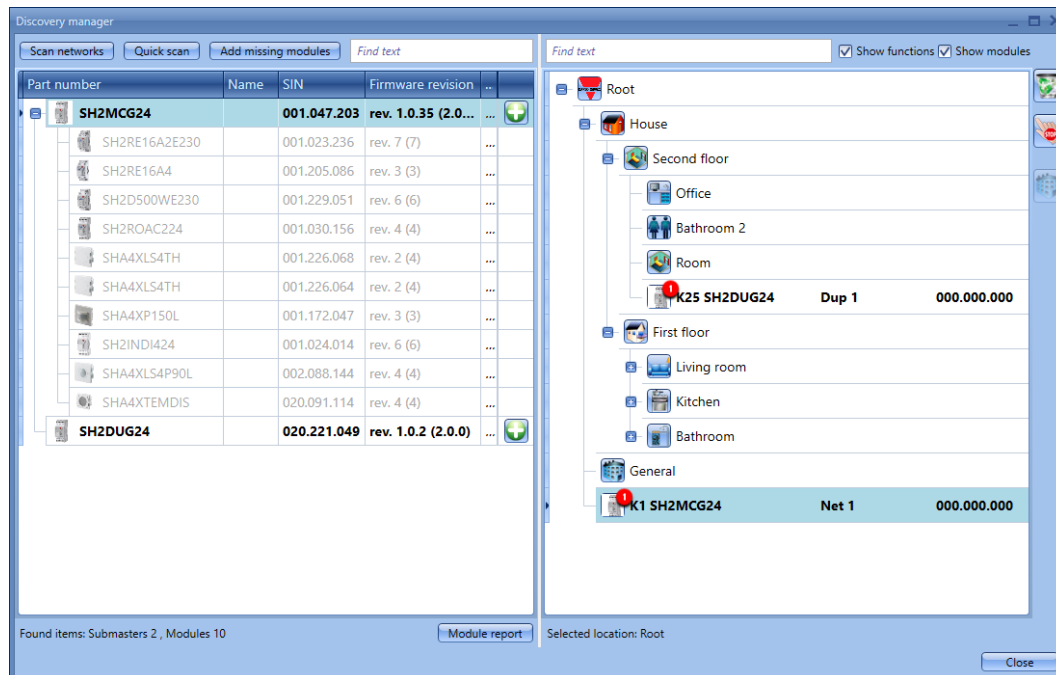 Discovery manager
Scan networks Quick scan Add missing modules Find text Find text Show functions Show modules
Part number Name SIN Firmware revision ..
SH2MCG24 001.047.203 rev. 1.0.35 (2.0... ...
SH2RE16A2E230 001.023.236 rev. 7 (7) ...
SH2RE16A4 001.205.086 rev. 3 (3) ...
SH2D500WE230 001.229.051 rev. 6 (6) ...
SH2ROAC224 001.030.156 rev. 4 (4) ...
SHA4XLS4TH 001.226.068 rev. 2 (4) ...
SHA4XLS4TH 001.226.064 rev. 2 (4) ...
SHA4XP150L 001.172.047 rev. 3 (3) ...
SH2INDI424 001.024.014 rev. 6 (6) ...
SHA4XLS4P90L 002.088.144 rev. 4 (4) ...
SHA4XTEMDIS 020.091.114 rev. 4 (4) ...
SH2DUG24 020.221.049 rev. 1.0.2 (2.0.0) ...
Root
House
Second floor
Office
Bathroom 2
Room
1 K25 SH2DUG24 Dup 1 000.000.000
First floor
Living room
Kitchen
Bathroom
General
1 K1 SH2MCG24 Net 1 000.000.000
STOP
Found items: Submasters 2 , Modules 10 Module report Selected location: Root
Close